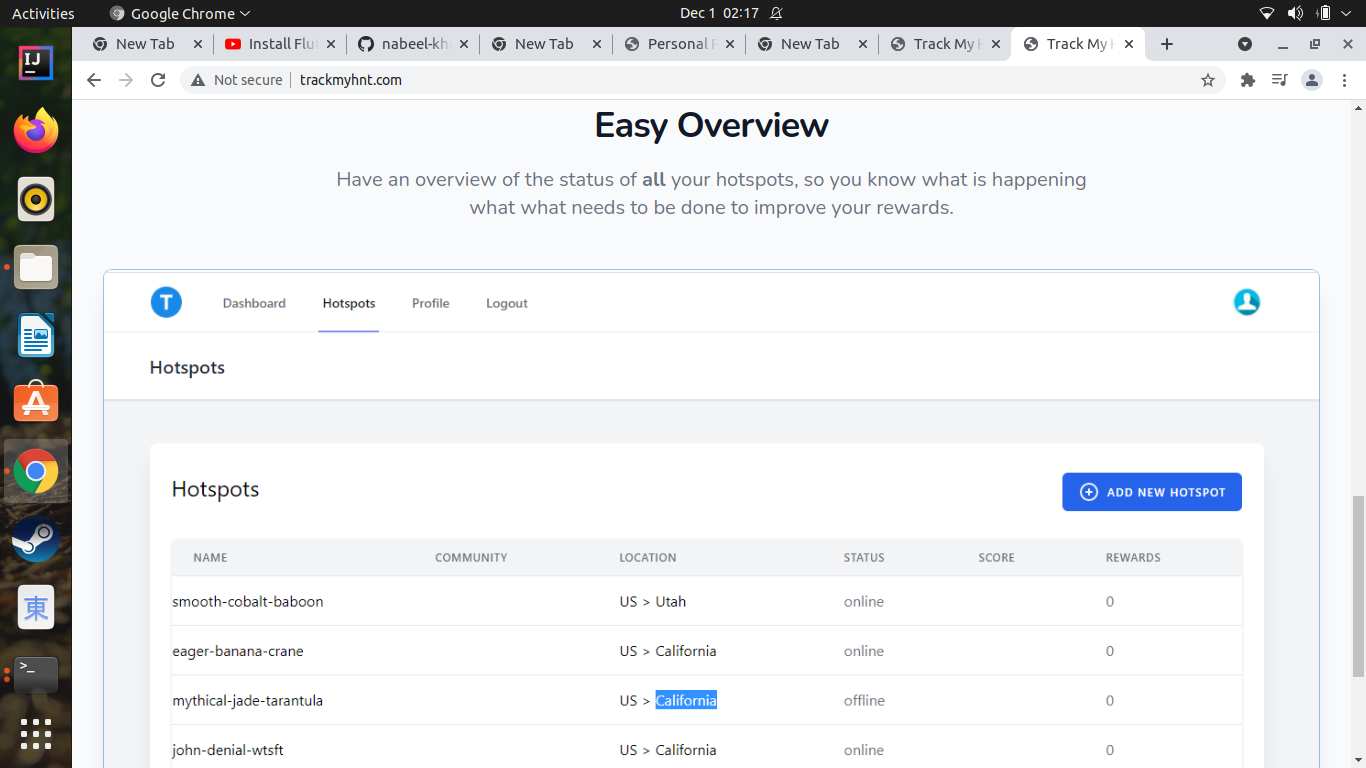 Activities Google Chrome Dec 1 02:17
New Tab Install Flu nabeel-kh New Tab Personal P New Tab Track My H Track My H
Not secure trackmyhnt.com
Easy Overview
Have an overview of the status of all your hotspots, so you know what is happening
what what needs to be done to improve your rewards.
T Dashboard Hotspots Profile Logout
Hotspots
Hotspots ADD NEW HOTSPOT
NAME COMMUNITY LOCATION STATUS SCORE REWARDS
smooth-cobalt-baboon US > Utah online 0
eager-banana-crane US > California online 0
mythical-jade-tarantula US > California offline 0
john-denial-wtsft US > California online 0
IJ
東
>_